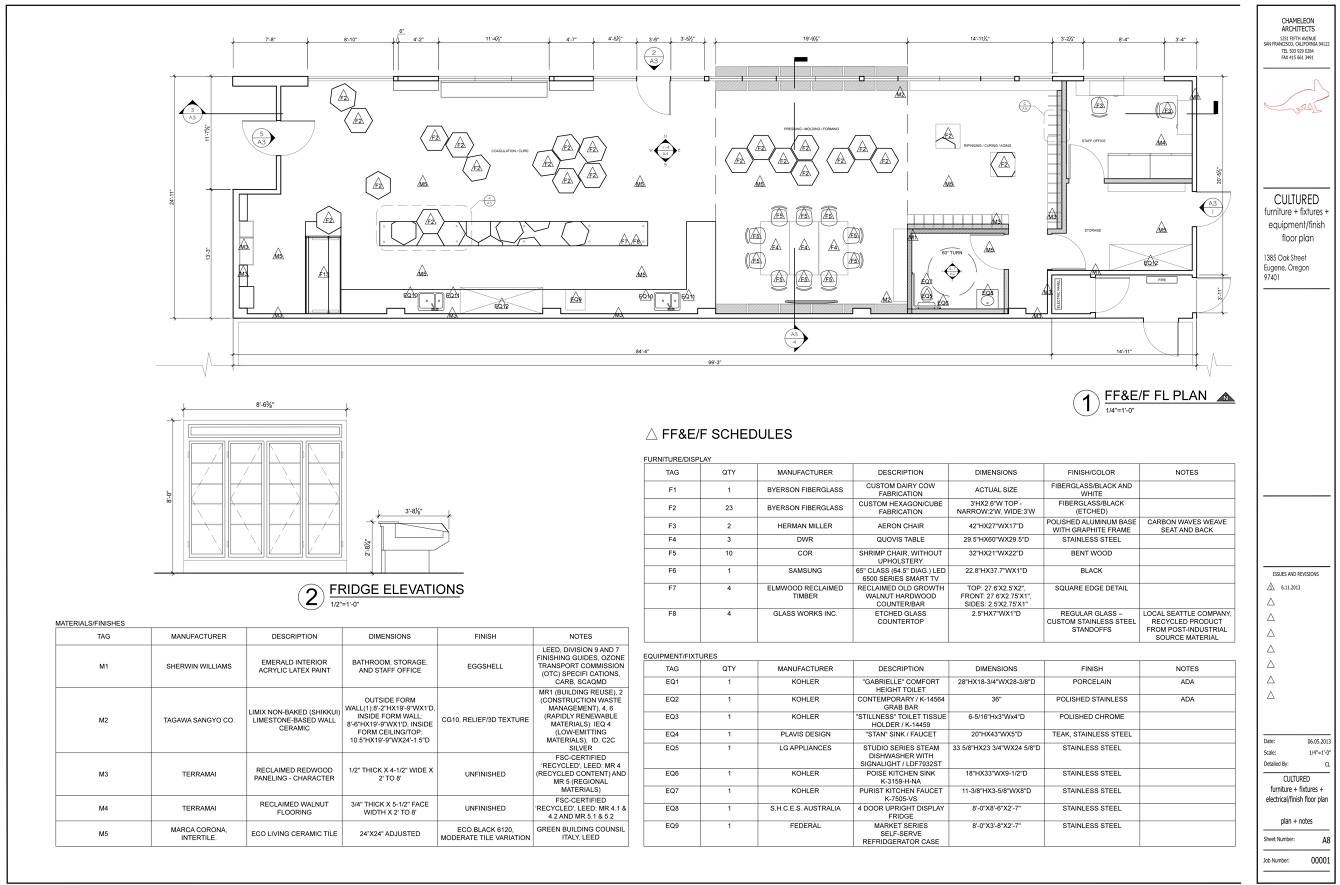 7'-8"
8'-10"
6"
4'-2"
4'-7"
3'-6"
8'-4"
3'-4"
2
A3
3
A3
5
A3
24'-11"
13'-3"
COAGULATION / CURE
PRESSING / MOLDING / FORMING
RIPENING / CURING / AGING
STAFF OFFICE
STORAGE
60" TURN
ELECTRIC PANEL
FIRE
A3
1
A3
4
84'-4"
14'-11"
99'-3"
1
FF&E/F FL PLAN
N
1/4"=1'-0"
8'-0"
2
FRIDGE ELEVATIONS
1/2"=1'-0"
MATERIALS/FINISHES
TAG MANUFACTURER DESCRIPTION DIMENSIONS FINISH NOTES
M1 SHERWIN WILLIAMS
EMERALD INTERIOR
ACRYLIC LATEX PAINT
BATHROOM, STORAGE,
AND STAFF OFFICE
EGGSHELL
LEED, DIVISION 9 AND 7
FINISHING GUIDES, OZONE
TRANSPORT COMMISSION
(OTC) SPECIFI CATIONS,
CARB, SCAQMD
M2 TAGAWA SANGYO CO.
LIMIX NON-BAKED (SHIKKUI)
LIMESTONE-BASED WALL
CERAMIC
OUTSIDE FORM
WALL(1):8'-2"HX19'-9"WX1'D,
INSIDE FORM WALL:
8'-6"HX19'-9"WX1'D, INSIDE
FORM CEILING/TOP:
10.5"HX19'-9"WX24'-1.5"D
CG10, RELIEF/3D TEXTURE
MR1 (BUILDING REUSE), 2
(CONSTRUCTION WASTE
MANAGEMENT), 4, 6
(RAPIDLY RENEWABLE
MATERIALS) IEQ 4
(LOW-EMITTING
MATERIALS), ID, C2C
SILVER
M3 TERRAMAI
RECLAIMED REDWOOD
PANELING - CHARACTER
1/2" THICK X 4-1/2" WIDE X
2' TO 8'
UNFINISHED
FSC-CERTIFIED
'RECYCLED', LEED: MR 4
(RECYCLED CONTENT) AND
MR 5 (REGIONAL
MATERIALS)
M4 TERRAMAI
RECLAIMED WALNUT
FLOORING
3/4" THICK X 5-1/2" FACE
WIDTH X 2' TO 8'
UNFINISHED
FSC-CERTIFIED
'RECYCLED', LEED: MR 4.1 &
4.2 AND MR 5.1 & 5.2
M5
MARCA CORONA,
INTERTILE.
ECO LIVING CERAMIC TILE
24"X24" ADJUSTED
ECO.BLACK 6120,
MODERATE TILE VARIATION
GREEN BUILDING COUNSIL
ITALY, LEED
FF&E/F SCHEDULES
FURNITURE/DISPLAY
TAG QTY MANUFACTURER DESCRIPTION DIMENSIONS FINISH/COLOR NOTES
F1 1 BYERSON FIBERGLASS
CUSTOM DAIRY COW
FABRICATION
ACTUAL SIZE
FIBERGLASS/BLACK AND
WHITE
F2 23 BYERSON FIBERGLASS
CUSTOM HEXAGON/CUBE
FABRICATION
3'HX2.6"W TOP -
NARROW:2'W, WIDE:3'W
FIBERGLASS/BLACK
(ETCHED)
F3 2 HERMAN MILLER AERON CHAIR 42"HX27"WX17"D
POLISHED ALUMINUM BASE
WITH GRAPHITE FRAME
CARBON WAVES WEAVE
SEAT AND BACK
F4 3 DWR QUOVIS TABLE 29.5"HX60"WX29.5"D STAINLESS STEEL
F5 10 COR
SHRIMP CHAIR, WITHOUT
UPHOLSTERY
32"HX21"WX22"D BENT WOOD
F6 1 SAMSUNG
65" CLASS (64.5" DIAG.) LED
6500 SERIES SMART TV
22.8"HX37.7"WX1"D BLACK
F7 4
ELMWOOD RECLAIMED
TIMBER
RECLAIMED OLD GROWTH
WALNUT HARDWOOD
COUNTER/BAR
TOP: 27.6'X2.5'X2",
FRONT: 27.6'X2.75'X1",
SIDES: 2.5'X2.75'X1"
SQUARE EDGE DETAIL
F8 4 GLASS WORKS INC.
ETCHED GLASS
COUNTERTOP
2.5"HX7"WX1"D
REGULAR GLASS –
CUSTOM STAINLESS STEEL
STANDOFFS
LOCAL SEATTLE COMPANY,
RECYCLED PRODUCT
FROM POST-INDUSTRIAL
SOURCE MATERIAL
EQUIPMENT/FIXTURES
TAG QTY MANUFACTURER DESCRIPTION DIMENSIONS FINISH NOTES
EQ1 1 KOHLER
"GABRIELLE" COMFORT
HEIGHT TOILET
28"HX18-3/4"WX28-3/8"D PORCELAIN ADA
EQ2 1 KOHLER
CONTEMPORARY / K-14564
GRAB BAR
36" POLISHED STAINLESS ADA
EQ3 1 KOHLER
"STILLNESS" TOILET TISSUE
HOLDER / K-14459
6-5/16"Hx3"Wx4"D POLISHED CHROME
EQ4 1 PLAVIS DESIGN "STAN" SINK / FAUCET 20"HX43"WX5"D TEAK, STAINLESS STEEL
EQ5 1 LG APPLIANCES
STUDIO SERIES STEAM
DISHWASHER WITH
SIGNALIGHT / LDF7932ST
33 5/8"HX23 3/4"WX24 5/8"D STAINLESS STEEL
EQ6 1 KOHLER
POISE KITCHEN SINK
K-3159-H-NA
18"HX33"WX9-1/2"D STAINLESS STEEL
EQ7 1 KOHLER
PURIST KITCHEN FAUCET
K-7505-VS
11-3/8"HX3-5/8"WX8"D STAINLESS STEEL
EQ8 1 S.H.C.E.S. AUSTRALIA
4 DOOR UPRIGHT DISPLAY
FRIDGE
8'-0"X8'-6"X2'-7" STAINLESS STEEL
EQ9 1 FEDERAL
MARKET SERIES
SELF-SERVE
REFRIDGERATOR CASE
8'-0"X3'-8"X2'-7" STAINLESS STEEL
CHAMELEON
ARCHITECTS
1251 FIFTH AVENUE
SAN FRANCISCO, CALIFORNIA 94122
TEL 503 929 0284
FAX 415 661 3491
CULTURED
furniture + fixtures +
equipment/finish
floor plan
1385 Oak Street
Eugene, Oregon
97401
ISSUES AND REVISIONS
6.11.2013
Date: 06.05.2013
Scale: 1/4"=1'-0"
Detailed By: CL
CULTURED
furniture + fixtures +
electrical/finish floor plan
plan + notes
Sheet Number: A8
Job Number: 00001